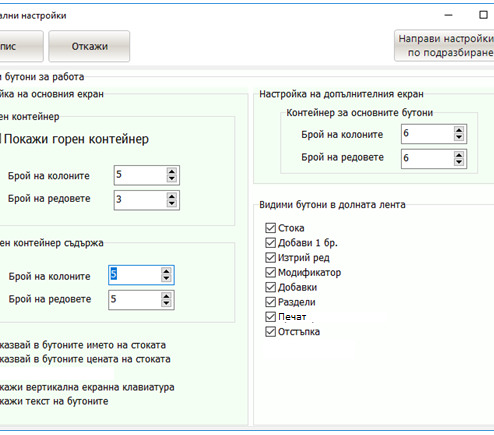 ални настройки
пис
Откажи
Направи настройки
по подразбиране
и бутони за работа
йка на основния екран
ен контейнер
Покажи горен контейнер
Брой на колоните 5
Брой на редовете 3
ен контейнер съдържа
Брой на колоните 5
Брой на редовете 5
казвай в бутоните името на стоката
казвай в бутоните цената на стоката
кажи вертикална екранна клавиатура
кажи текст на бутоните
Настройка на допълнителния екран
Контейнер за основните бутони
Брой на колоните 6
Брой на редовете 6
Видими бутони в долната лента
Стока
Добави 1 бр.
Изтрий ред
Модификатор
Добавки
Раздели
Печат
Отстъпка